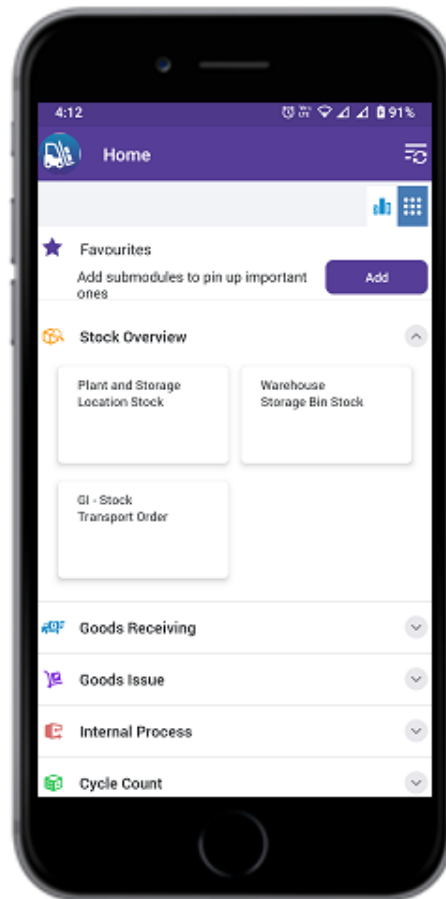 4:12
91%
Home
Favourites
Add submodules to pin up important
ones
Add
Stock Overview
Plant and Storage
Location Stock
Warehouse
Storage Bin Stock
GI - Stock
Transport Order
Goods Receiving
Goods Issue
Internal Process
Cycle Count